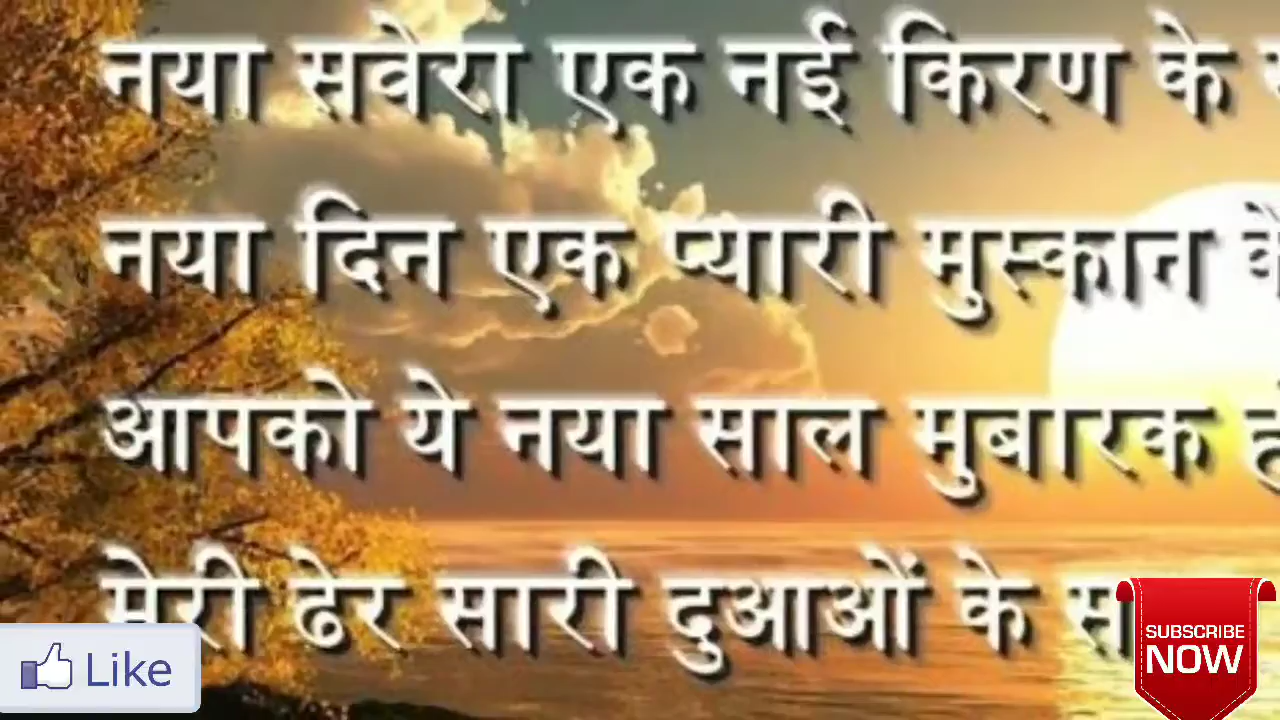 नया सवेरा एक नई किरण के
नया दिन एक प्यारी मुस्कान
आपको ये नया साल मुबारक
मेरी ढेर सारी दुआओं के
Like
SUBSCRIBE
NOW